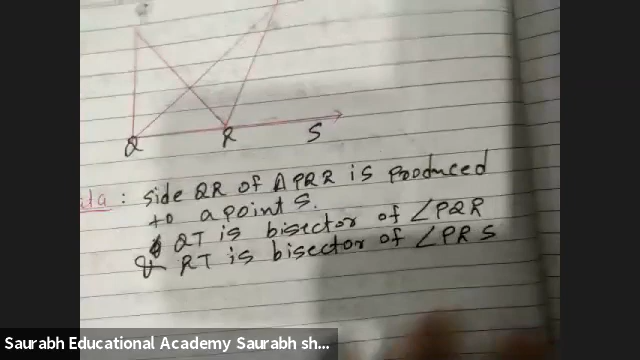 Q R S
: side QR of ΔPQR is produced
to a point S.
QT is bisector of ∠PQR
& RT is bisector of ∠PRS
Saurabh Educational Academy Saurabh sh...